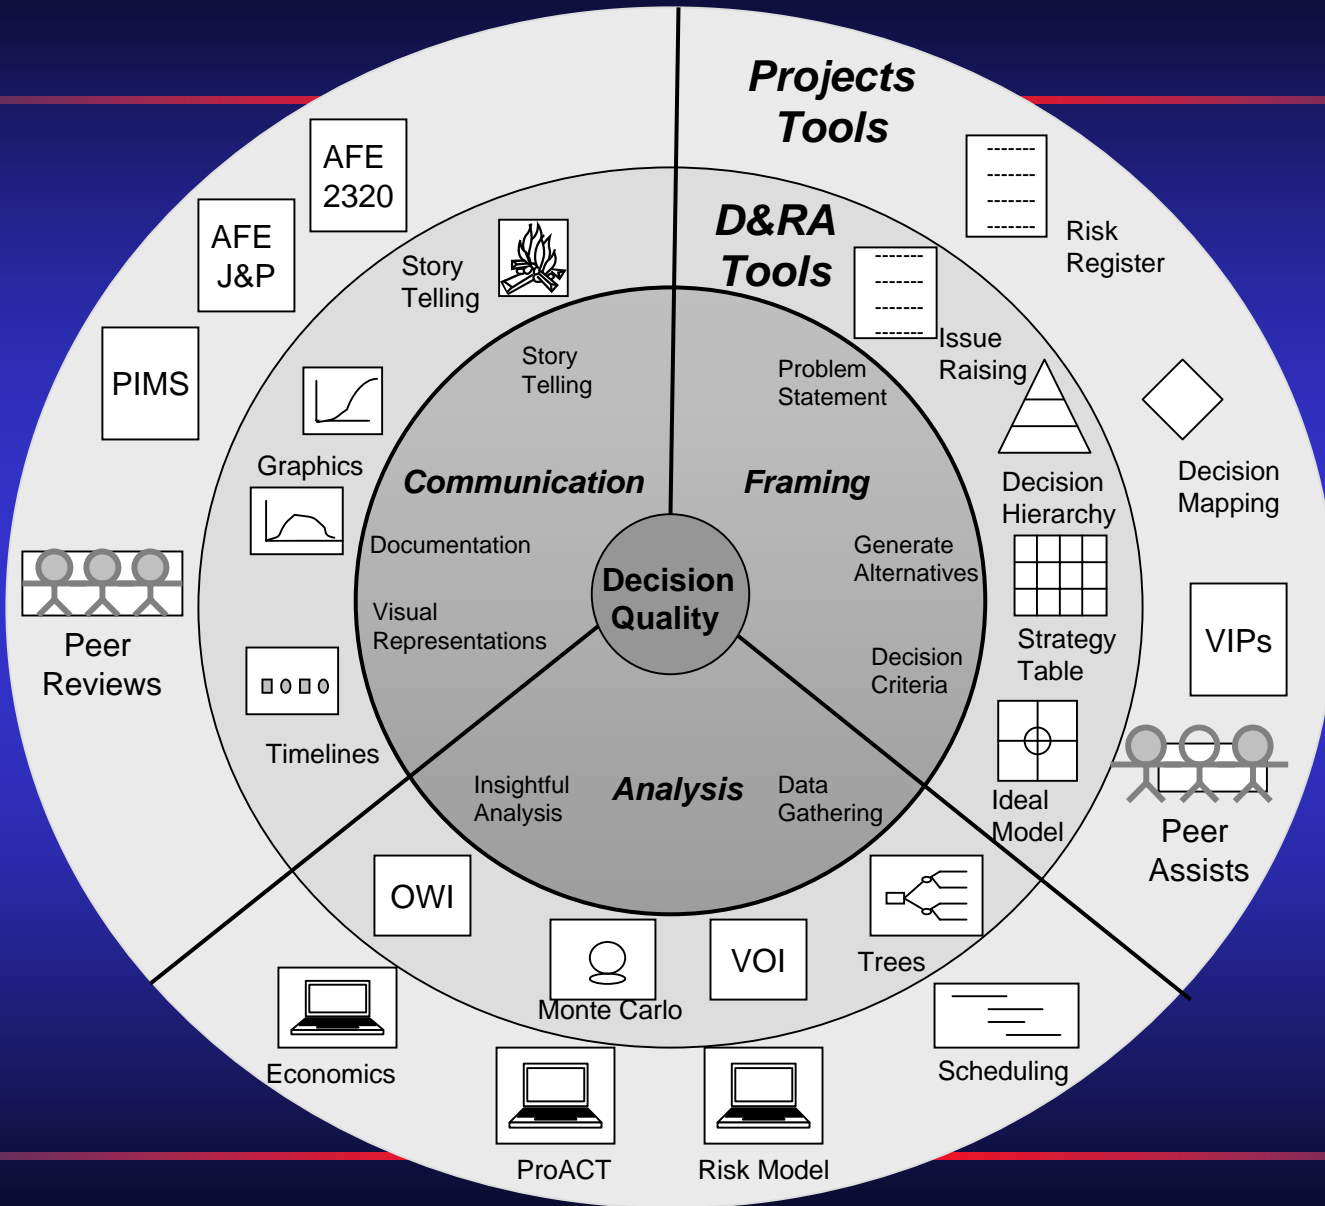 Projects
Tools
AFE
2320
AFE
J&P
PIMS
Peer
Reviews
Risk
Register
Decision
Mapping
VIPs
Peer
Assists
D&RA
Tools
Story
Telling
Graphics
Timelines
Issue
Raising
Decision
Hierarchy
Strategy
Table
Ideal
Model
Story
Telling
Communication
Documentation
Visual
Representations
Problem
Statement
Framing
Generate
Alternatives
Decision
Criteria
Decision
Quality
Insightful
Analysis
Analysis
Data
Gathering
OWI
Monte Carlo
VOI
Trees
Economics
ProACT
Risk Model
Scheduling